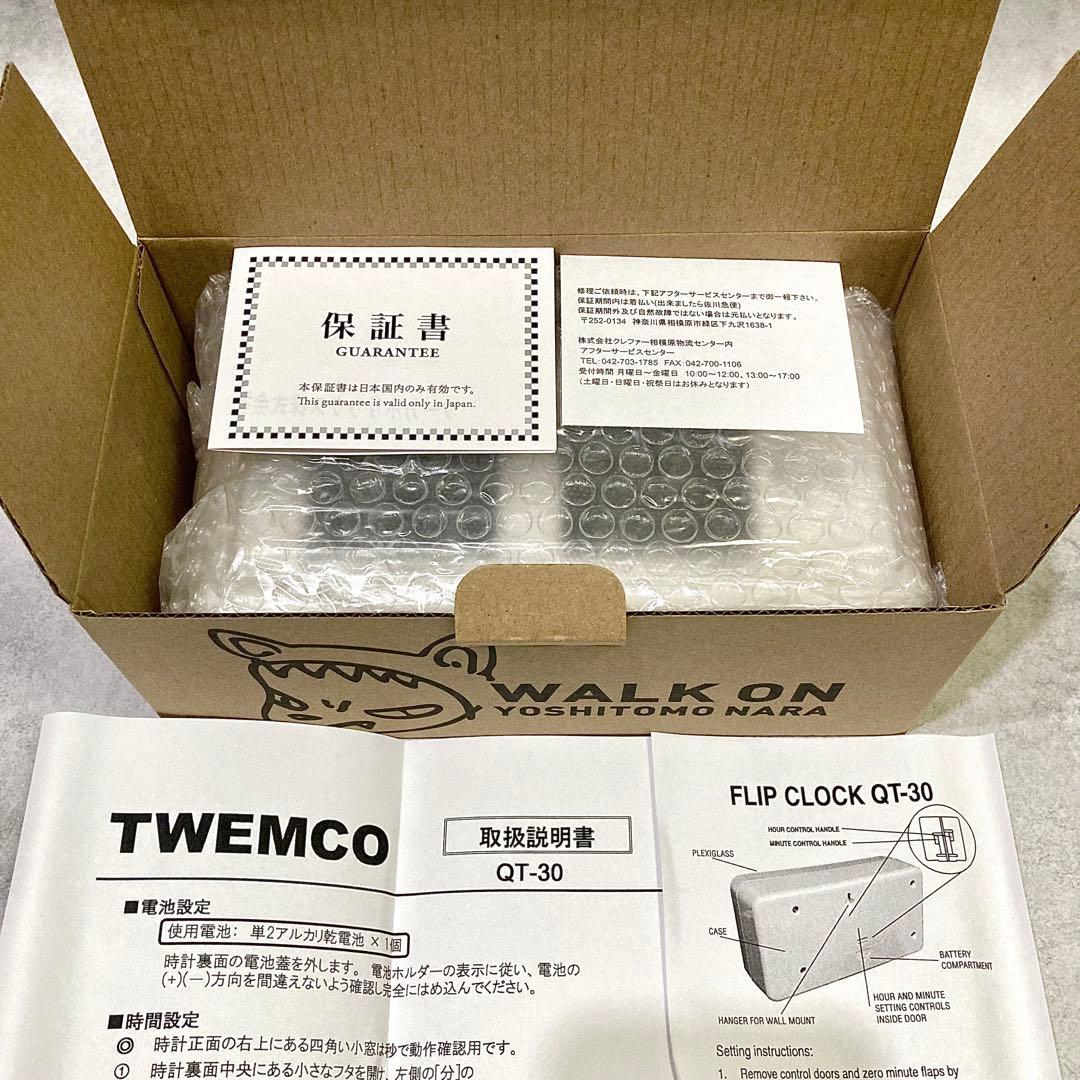 保証書
GUARANTEE
本保証書は日本国内のみ有効です。
This guarantee is valid only in Japan.
修理ご依頼時は、下記アフターサービスセンターまで御一報下さい。
保証期間内は着払い(出来ましたら佐川急便)
保証期間外及び自然故障ではない場合は元払いとなります。
〒252-0134 神奈川県相模原市緑区下九沢1638-1
株式会社クレファー相模原物流センター内
アフターサービスセンター
TEL:042-703-1785 FAX:042-700-1106
受付時間 月曜日〜金曜日 10:00〜12:00、13:00〜17:00
(土曜日・日曜日・祝祭日はお休みとなります)
WALK ON
YOSHITOMO NARA
TWEMCO
取扱説明書
QT-30
■電池設定
使用電池: 単2アルカリ乾電池 × 1個
時計裏面の電池蓋を外します。電池ホルダーの表示に従い、電池の
(+)(−)方向を間違えないよう確認し完全にはめ込んでください。
■時間設定
◎ 時計正面の右上にある四角い小窓は秒で動作確認用です。
① 時計裏面中央にある小さなフタを開け、左側の[分]の
FLIP CLOCK QT-30
HOUR CONTROL HANDLE
MINUTE CONTROL HANDLE
PLEXIGLASS
CASE
BATTERY
COMPARTMENT
HOUR AND MINUTE
SETTING CONTROLS
INSIDE DOOR
HANGER FOR WALL MOUNT
Setting instructions:
1. Remove control doors and zero minute flaps by